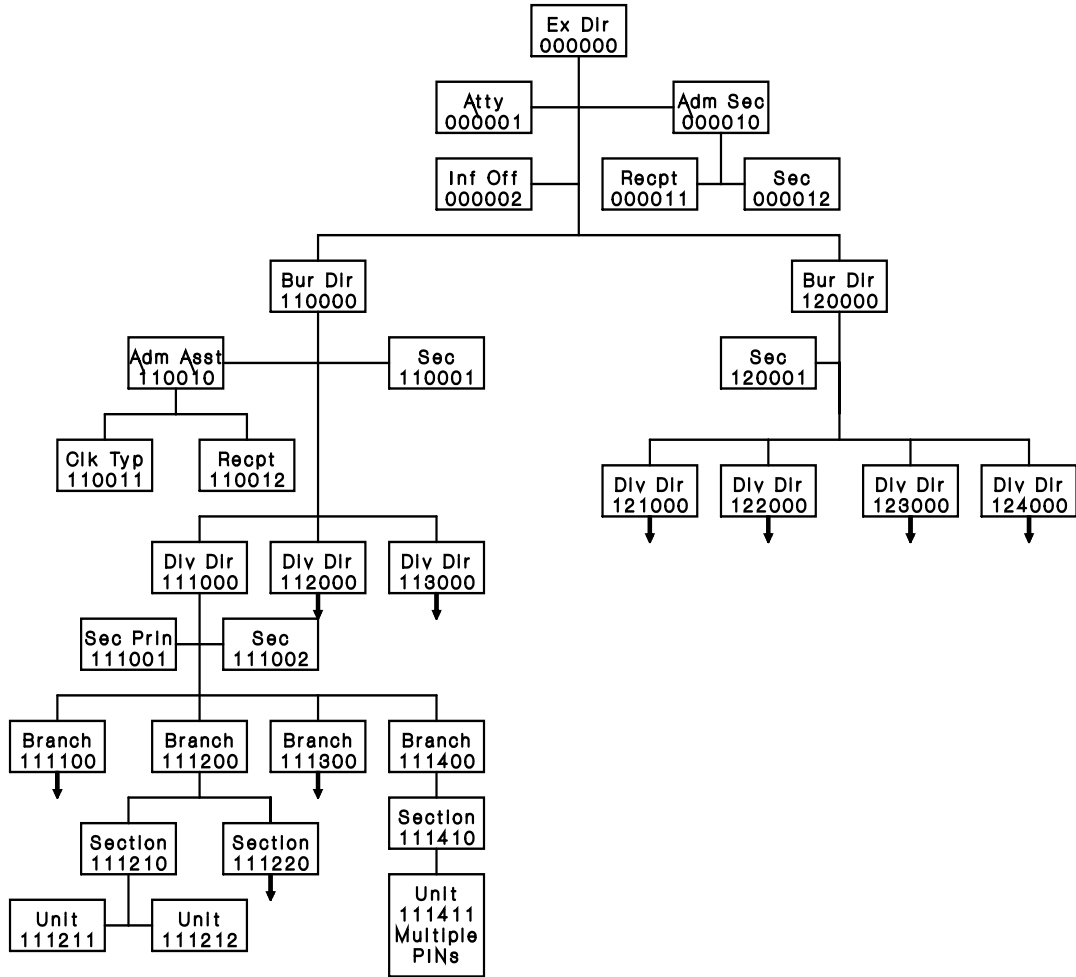 Ex Dir
000000
Atty
000001
Adm Sec
000010
Inf Off
000002
Recpt
000011
Sec
000012
Bur Dir
110000
Bur Dir
120000
Adm Asst
110010
Sec
110001
Sec
120001
Clk Typ
110011
Recpt
110012
Div Dir
121000
Div Dir
122000
Div Dir
123000
Div Dir
124000
Div Dir
111000
Div Dir
112000
Div Dir
113000
Sec Prin
111001
Sec
111002
Branch
111100
Branch
111200
Branch
111300
Branch
111400
Section
111210
Section
111220
Section
111410
Unit
111211
Unit
111212
Unit
111411
Multiple
PINs